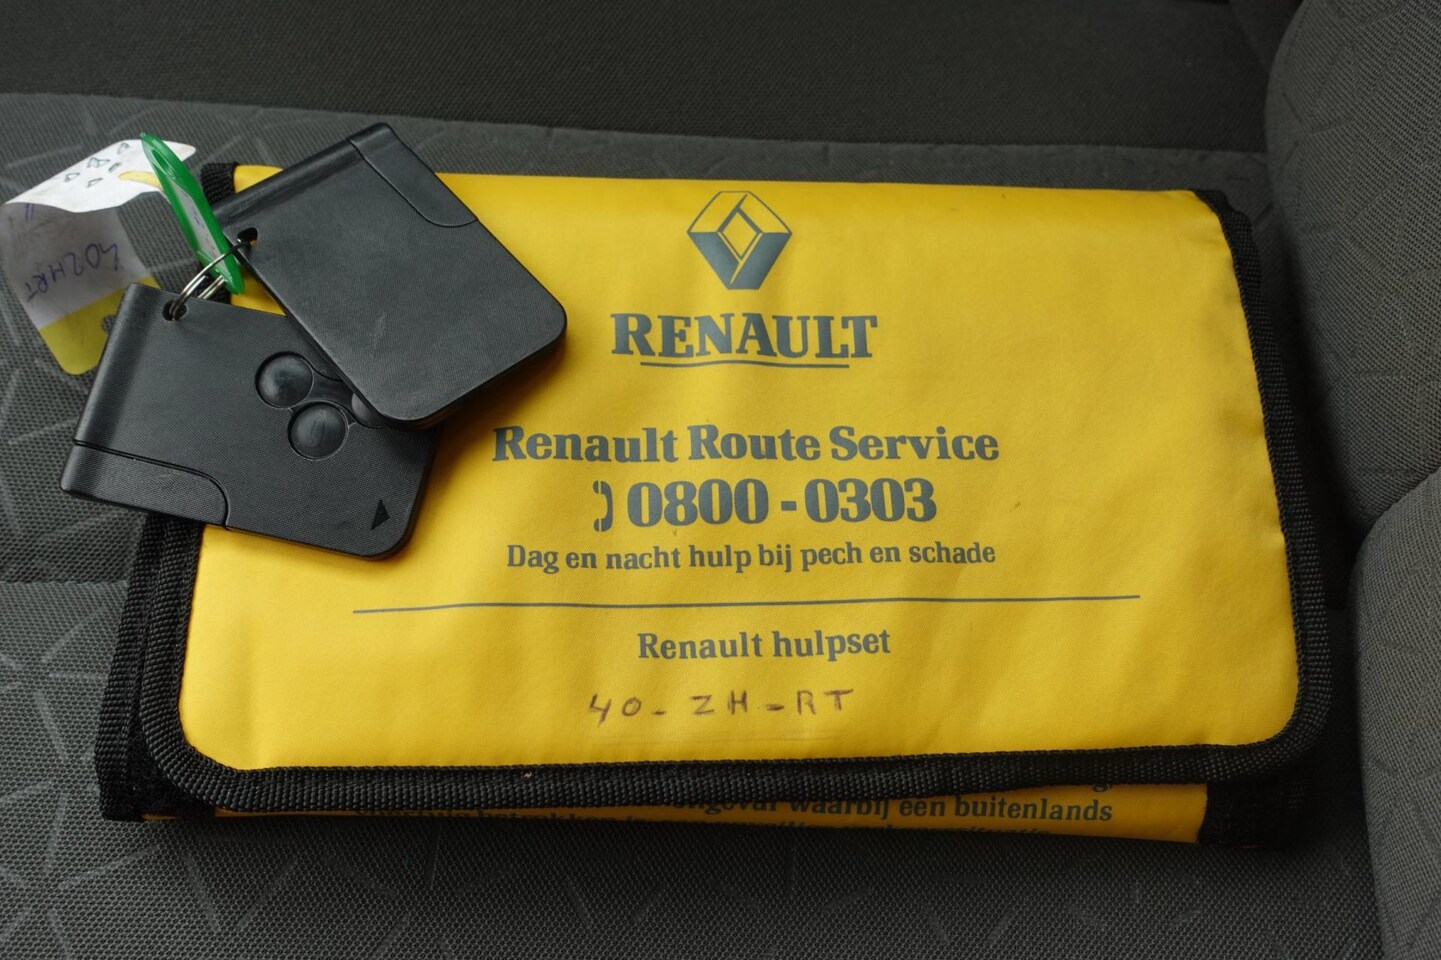 40ZHRT
RENAULT
Renault Route Service
0800-0303
Dag en nacht hulp bij pech en schade
Renault hulpset
40-ZH-RT
waarbij een buitenlands